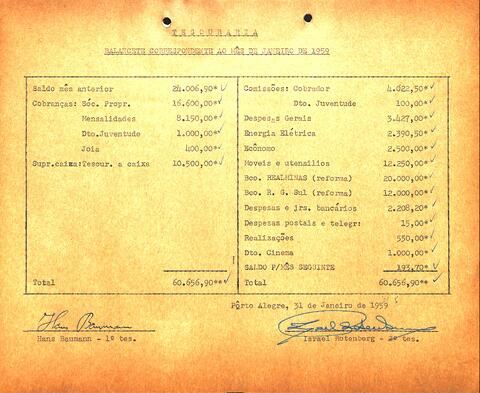 TESOURARIA
BALANCETE CORRESPONDENTE AO MÊS DE JANEIRO DE 1959
Saldo mês anterior 24.006,90*
Cobranças: Sóc. Propr. 16.600,00*
Mensalidades 8.150,00*
Dto.Juventude 1.000,00*
Joia 400,00*
Supr.caixa:Tesour. a caixa 10.500,00*
Total 60.656,90**
Comissões: Cobrador 4.022,50*
Dto. Juventude 100,00*
Despesas Gerais 3.427,00*
Energia Elétrica 2.390,50*
Ecônomo 2.500,00*
Moveis e utensilios 12.250,00*
Bco. REALMINAS (reforma) 20.000,00*
Bco. R. G. Sul (reforma) 12.000,00*
Despesas e jrs. bancários 2.208,20*
Despesas postais e telegr: 15,00*
Realizações 550,00*
Dto. Cinema 1.000,00*
SALDO P/MÊS SEGUINTE 193,70*
Total 60.656,90**
Pôrto Alegre, 31 de Janeiro de 1959
Hans Baumann
Hans Baumann - 1º tes.
Israel Rotenberg - 2º tes.